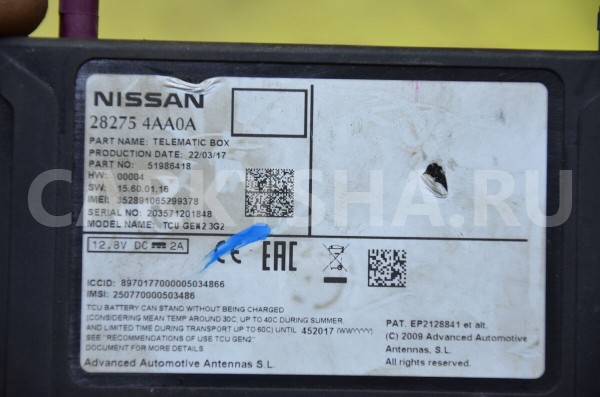 NISSAN
28275 4AA0A
PART NAME: TELEMATIC BOX
PRODUCTION DATE: 22/03/17
PART NO: 51986418
HW: 00004
SW: 15.60.01.16
IMEI: 352891065299378
SERIAL NO: 203571201848
MODEL NAME: TCU GEN2 3G2
12.8V DC 2A
CE EAC
ICCID: 8970177000005034866
IMSI: 250770000503486
TCU BATTERY CAN STAND WITHOUT BEING CHARGED
(CONSIDERING MEAN TEMP AROUND 30C, UP TO 40C DURING SUMMER
AND LIMITED TIME DURING TRANSPORT UP TO 60C) UNTIL 452017 (WWYYYY)
SEE "RECOMMENDATIONS OF USE TCU GEN2"
DOCUMENT FOR MORE DETAILS
Advanced Automotive Antennas S.L.
PAT. EP2128841 et alt.
(C) 2009 Advanced Automotive
Antennas, S.L.
All rights reserved.